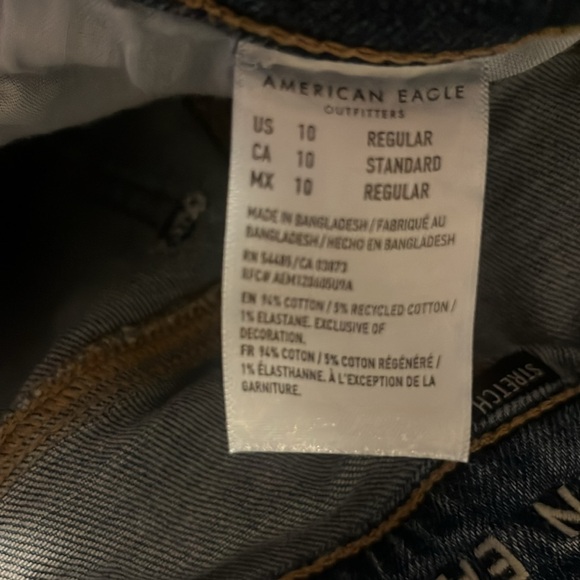 AMERICAN EAGLE
OUTFITTERS
US 10 REGULAR
CA 10 STANDARD
MX 10 REGULAR
MADE IN BANGLADESH / FABRIQUÉ AU
BANGLADESH / HECHO EN BANGLADESH
RN 54485 / CA 03873
RFC# AEM128605U9A
EN 94% COTTON / 5% RECYCLED COTTON /
1% ELASTANE. EXCLUSIVE OF
DECORATION.
FR 94% COTON / 5% COTON RÉGÉNÉRÉ /
1% ÉLASTHANNE. À L'EXCEPTION DE LA
GARNITURE.
STRETCH